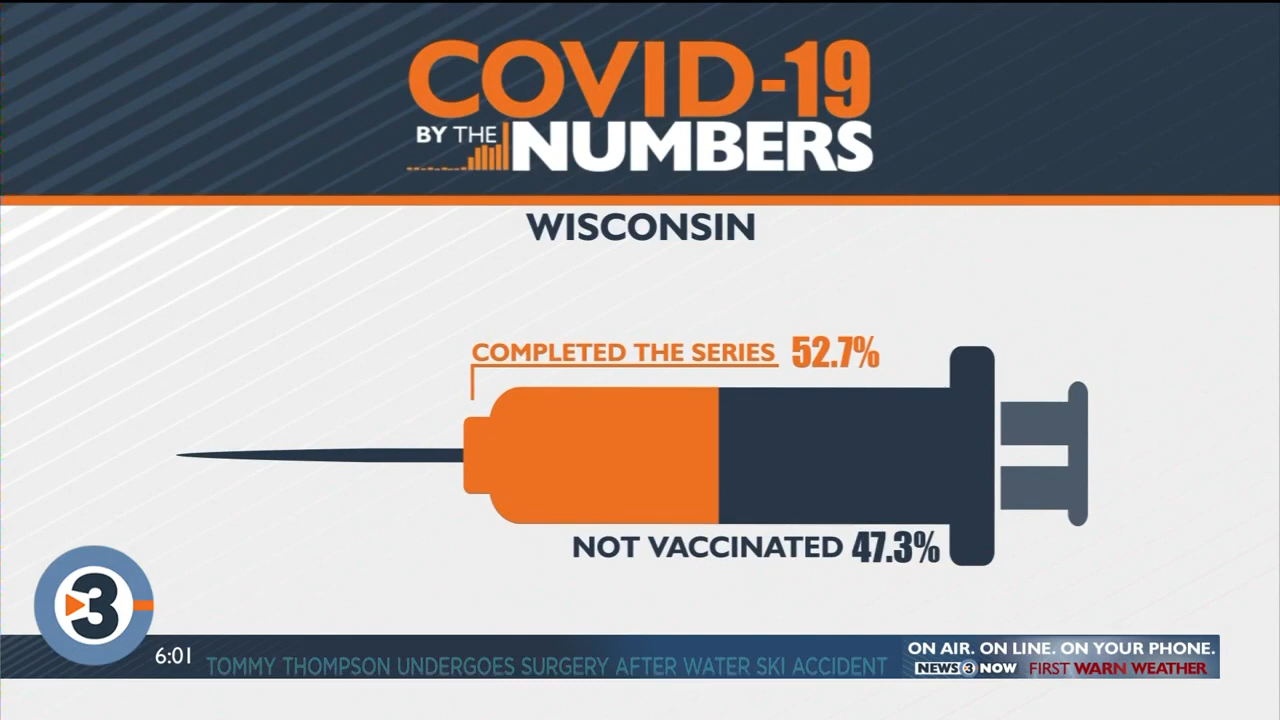 COVID-19
BY THE NUMBERS
WISCONSIN
COMPLETED THE SERIES 52.7%
NOT VACCINATED 47.3%
3
6:01
TOMMY THOMPSON UNDERGOES SURGERY AFTER WATER SKI ACCIDENT
ON AIR. ON LINE. ON YOUR PHONE.
NEWS 3 NOW FIRST WARN WEATHER